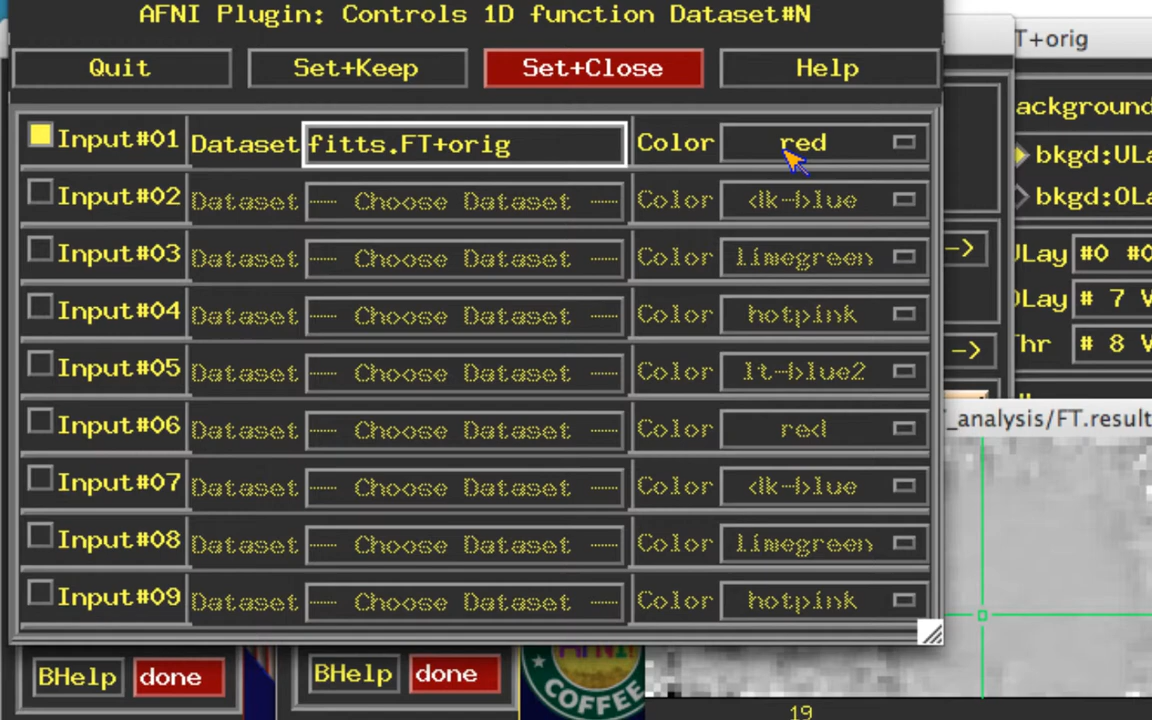 AFNI Plugin: Controls 1D function Dataset#N
Quit Set+Keep Set+Close Help
Input#01 Dataset fitts.FT+orig Color red
Input#02 Dataset Choose Dataset Color dk-blue
Input#03 Dataset Choose Dataset Color limegreen
Input#04 Dataset Choose Dataset Color hotpink
Input#05 Dataset Choose Dataset Color lt-blue2
Input#06 Dataset Choose Dataset Color red
Input#07 Dataset Choose Dataset Color dk-blue
Input#08 Dataset Choose Dataset Color limegreen
Input#09 Dataset Choose Dataset Color hotpink
T+orig
ackground
bkgd:ULa
bkgd:OLa
->
ULay #0 #0
OLay # 7 V
Thr # 8 V
->
_analysis/FT.result
BHelp done
BHelp done
AFNI
COFFEE
19